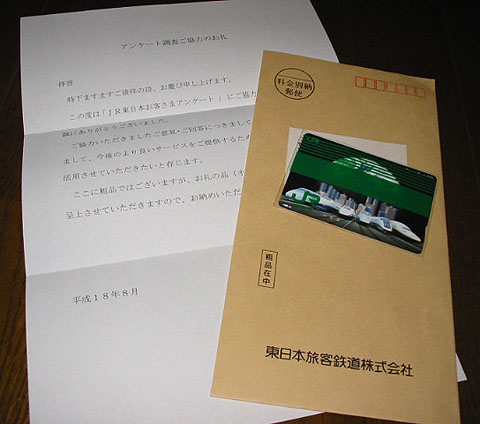 アンケート調査ご協力のお礼
拝啓
時下ますますご清祥の段、お慶び申し上げます。
この度は「JR東日本お客さまアンケート」にご協力
誠にありがとうございました。
ご協力いただきましたご意見・ご回答につきまして
まして、今後のより良いサービスをご提供するため
活用させていただきたいと存じます。
ここに粗品ではございますが、お礼の品（オ
呈上させていただきますので、お納めいただ
平成18年8月
料金別納
郵便
JR
粗品在中
東日本旅客鉄道株式会社